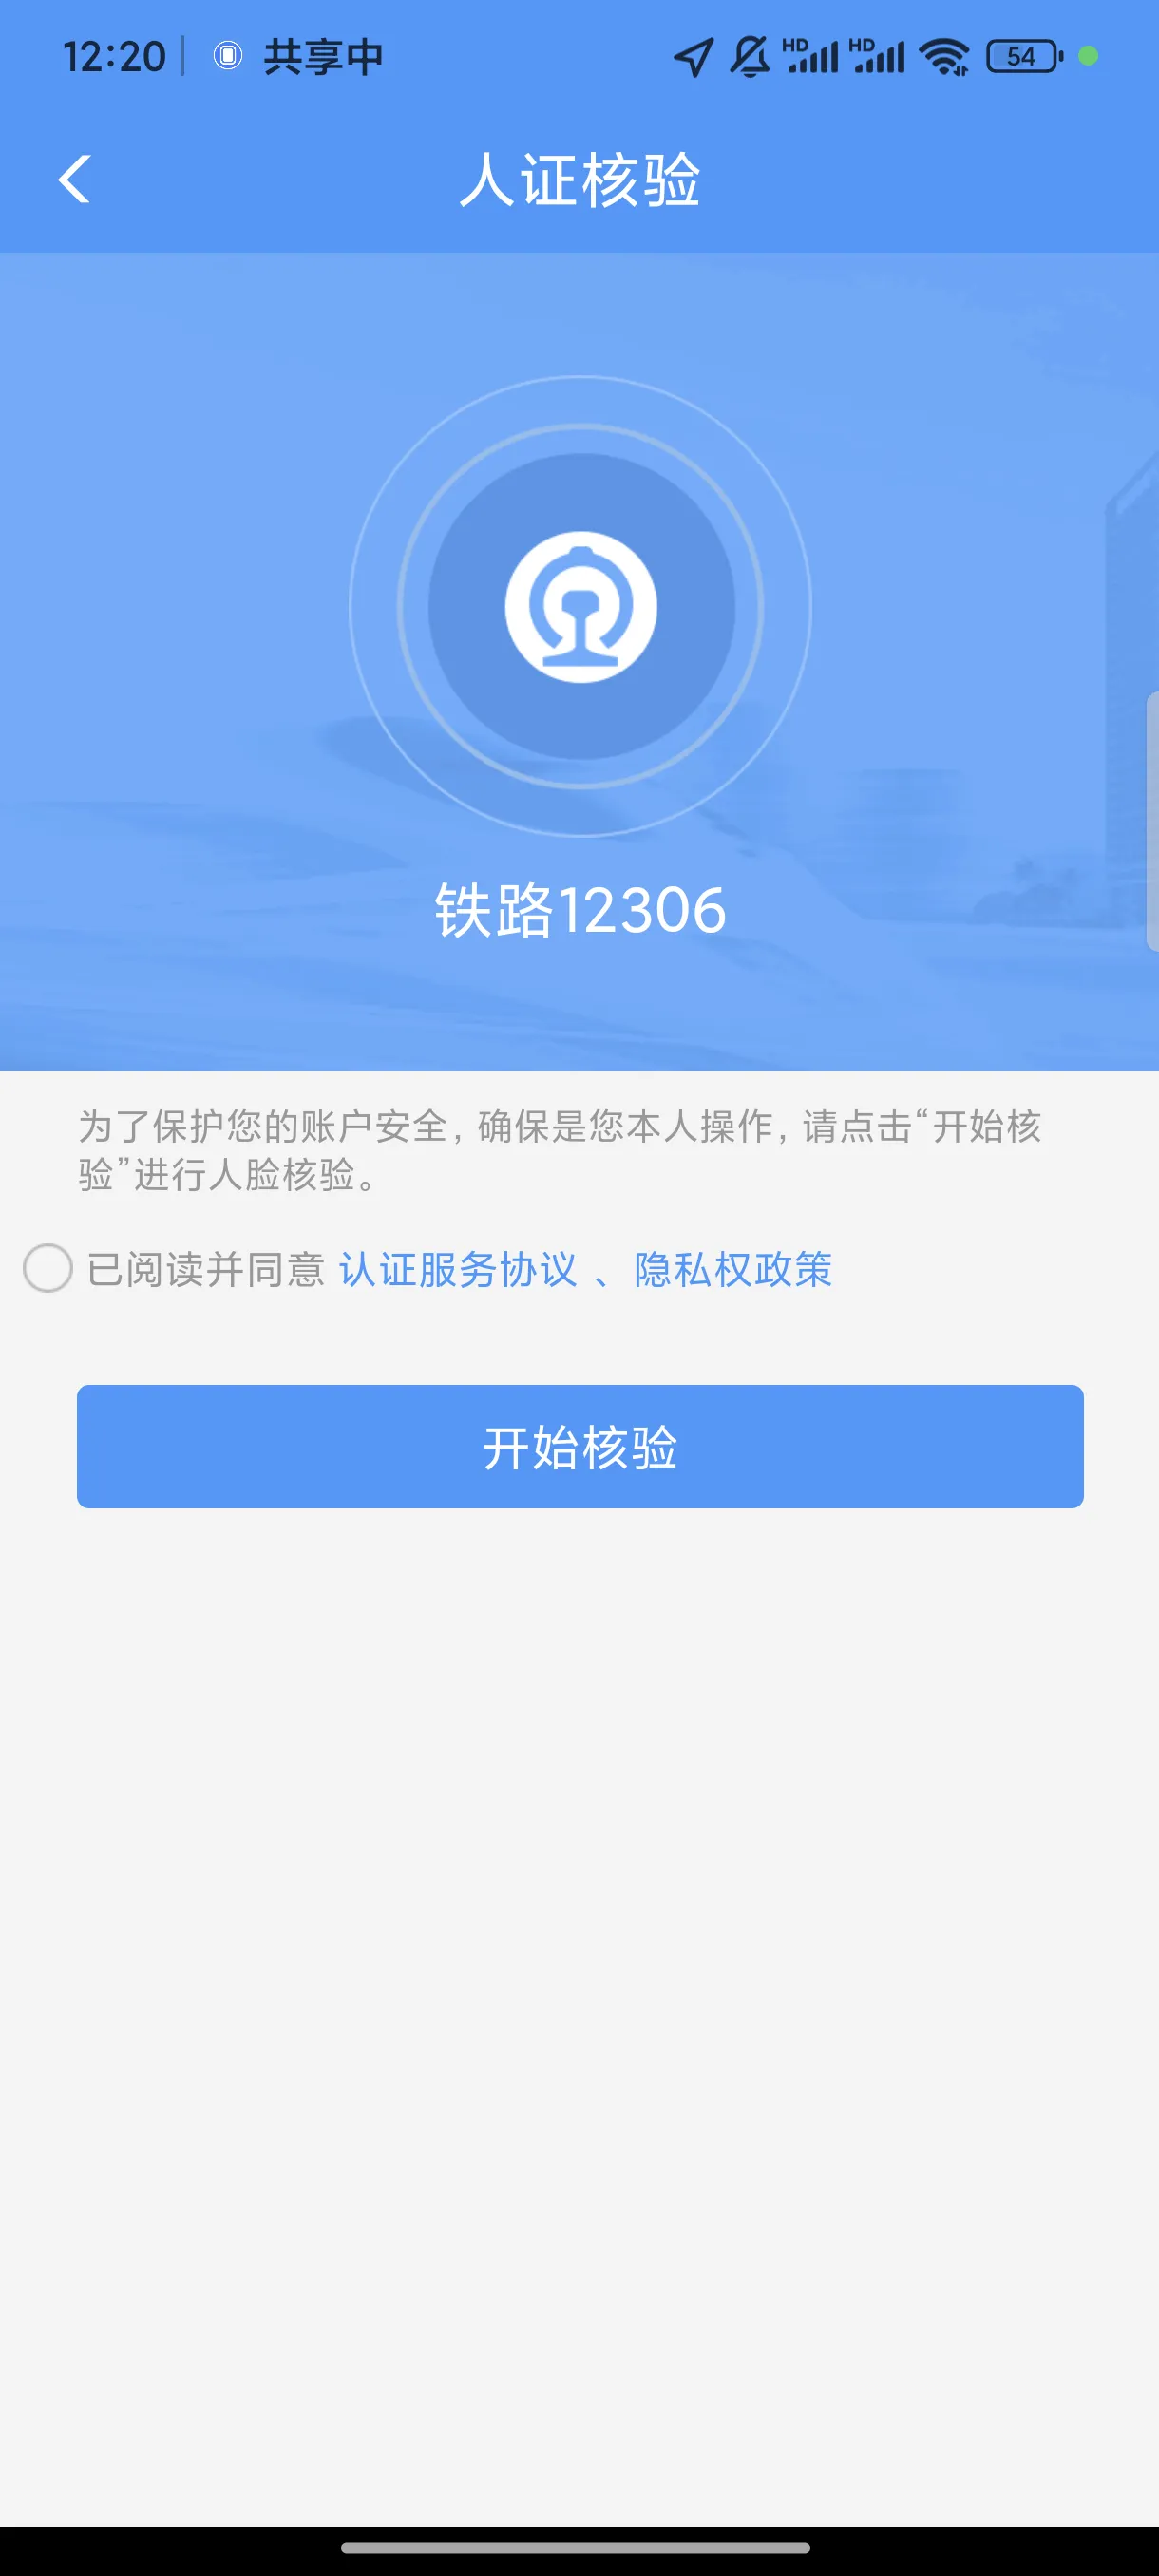 12:20 共享中 HD HD 54
人证核验
铁路12306
为了保护您的账户安全，确保是您本人操作，请点击“开始核
验”进行人脸核验。
已阅读并同意 认证服务协议 、隐私权政策
开始核验